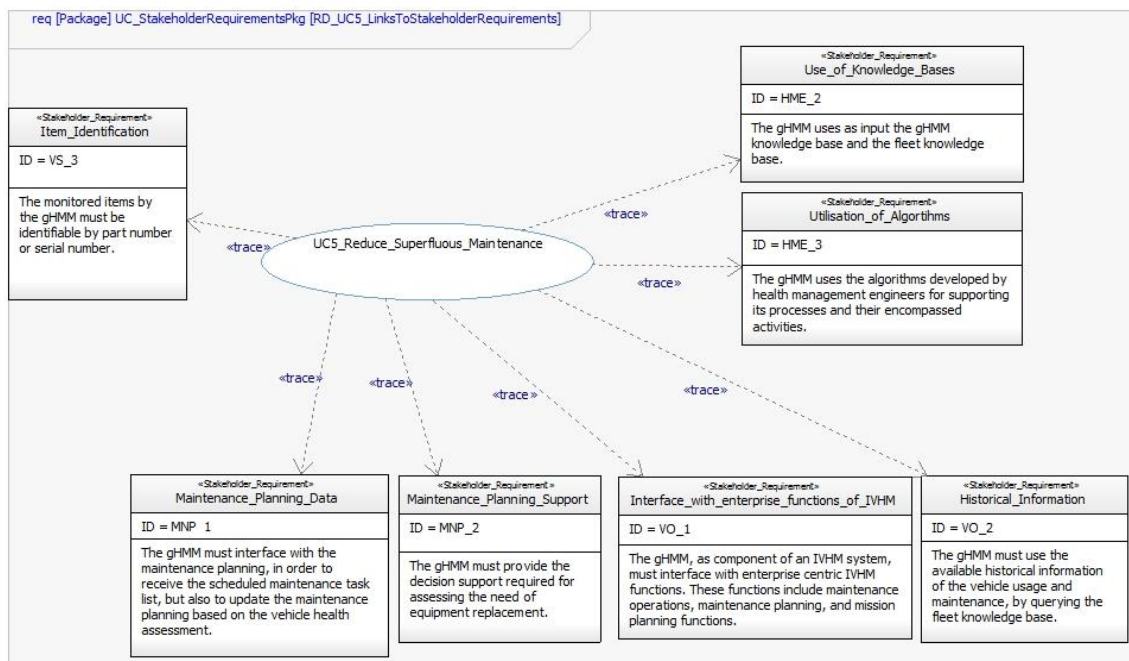 req [Package] UC_StakeholderRequirementsPkg [RD_UC5_LinksToStakeholderRequirements]
«Stakeholder_Requirement»
Use_of_Knowledge_Bases
ID = HME_2
The gHMM uses as input the gHMM
knowledge base and the fleet knowledge
base.
«Stakeholder_Requirement»
Item_Identification
ID = VS_3
The monitored items by
the gHMM must be
identifiable by part number
or serial number.
«Stakeholder_Requirement»
Utilisation_of_Algortihms
ID = HME_3
The gHMM uses the algorithms developed by
health management engineers for supporting
its processes and their encompassed
activities.
UC5_Reduce_Superfluous_Maintenance
«trace»
«trace»
«trace»
«trace»
«trace»
«trace»
«trace»
«Stakeholder_Requirement»
Maintenance_Planning_Data
ID = MNP_1
The gHMM must interface with the
maintenance planning, in order to
receive the scheduled maintenance task
list, but also to update the maintenance
planning based on the vehicle health
assessment.
«Stakeholder_Requirement»
Maintenance_Planning_Support
ID = MNP_2
The gHMM must provide the
decision support required for
assessing the need of
equipment replacement.
«Stakeholder_Requirement»
Interface_with_enterprise_functions_of_IVHM
ID = VO_1
The gHMM, as component of an IVHM system,
must interface with enterprise centric IVHM
functions. These functions include maintenance
operations, maintenance planning, and mission
planning functions.
«Stakeholder_Requirement»
Historical_Information
ID = VO_2
The gHMM must use the
available historical information
of the vehicle usage and
maintenance, by querying the
fleet knowledge base.